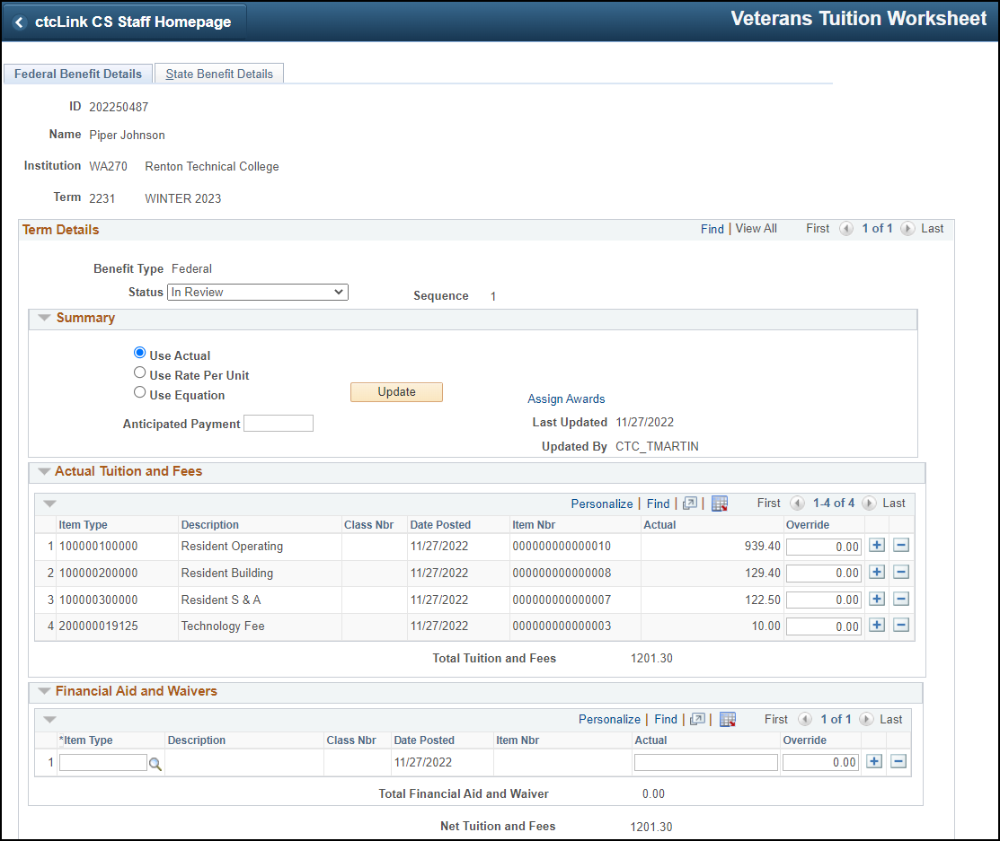 ctcLink CS Staff Homepage Veterans Tuition Worksheet
Federal Benefit Details State Benefit Details
ID 202250487
Name Piper Johnson
Institution WA270 Renton Technical College
Term 2231 WINTER 2023
Term Details Find | View All First 1 of 1 Last
Benefit Type Federal
Status In Review Sequence 1
Summary
Use Actual
Use Rate Per Unit
Use Equation Update Assign Awards
Anticipated Payment Last Updated 11/27/2022
Updated By CTC_TMARTIN
Actual Tuition and Fees
Personalize | Find | | First 1-4 of 4 Last
Item Type Description Class Nbr Date Posted Item Nbr Actual Override
1 100000100000 Resident Operating 11/27/2022 000000000000010 939.40 0.00
2 100000200000 Resident Building 11/27/2022 000000000000008 129.40 0.00
3 100000300000 Resident S & A 11/27/2022 000000000000007 122.50 0.00
4 200000019125 Technology Fee 11/27/2022 000000000000003 10.00 0.00
Total Tuition and Fees 1201.30
Financial Aid and Waivers
Personalize | Find | | First 1 of 1 Last
*Item Type Description Class Nbr Date Posted Item Nbr Actual Override
1 11/27/2022 0.00
Total Financial Aid and Waiver 0.00
Net Tuition and Fees 1201.30